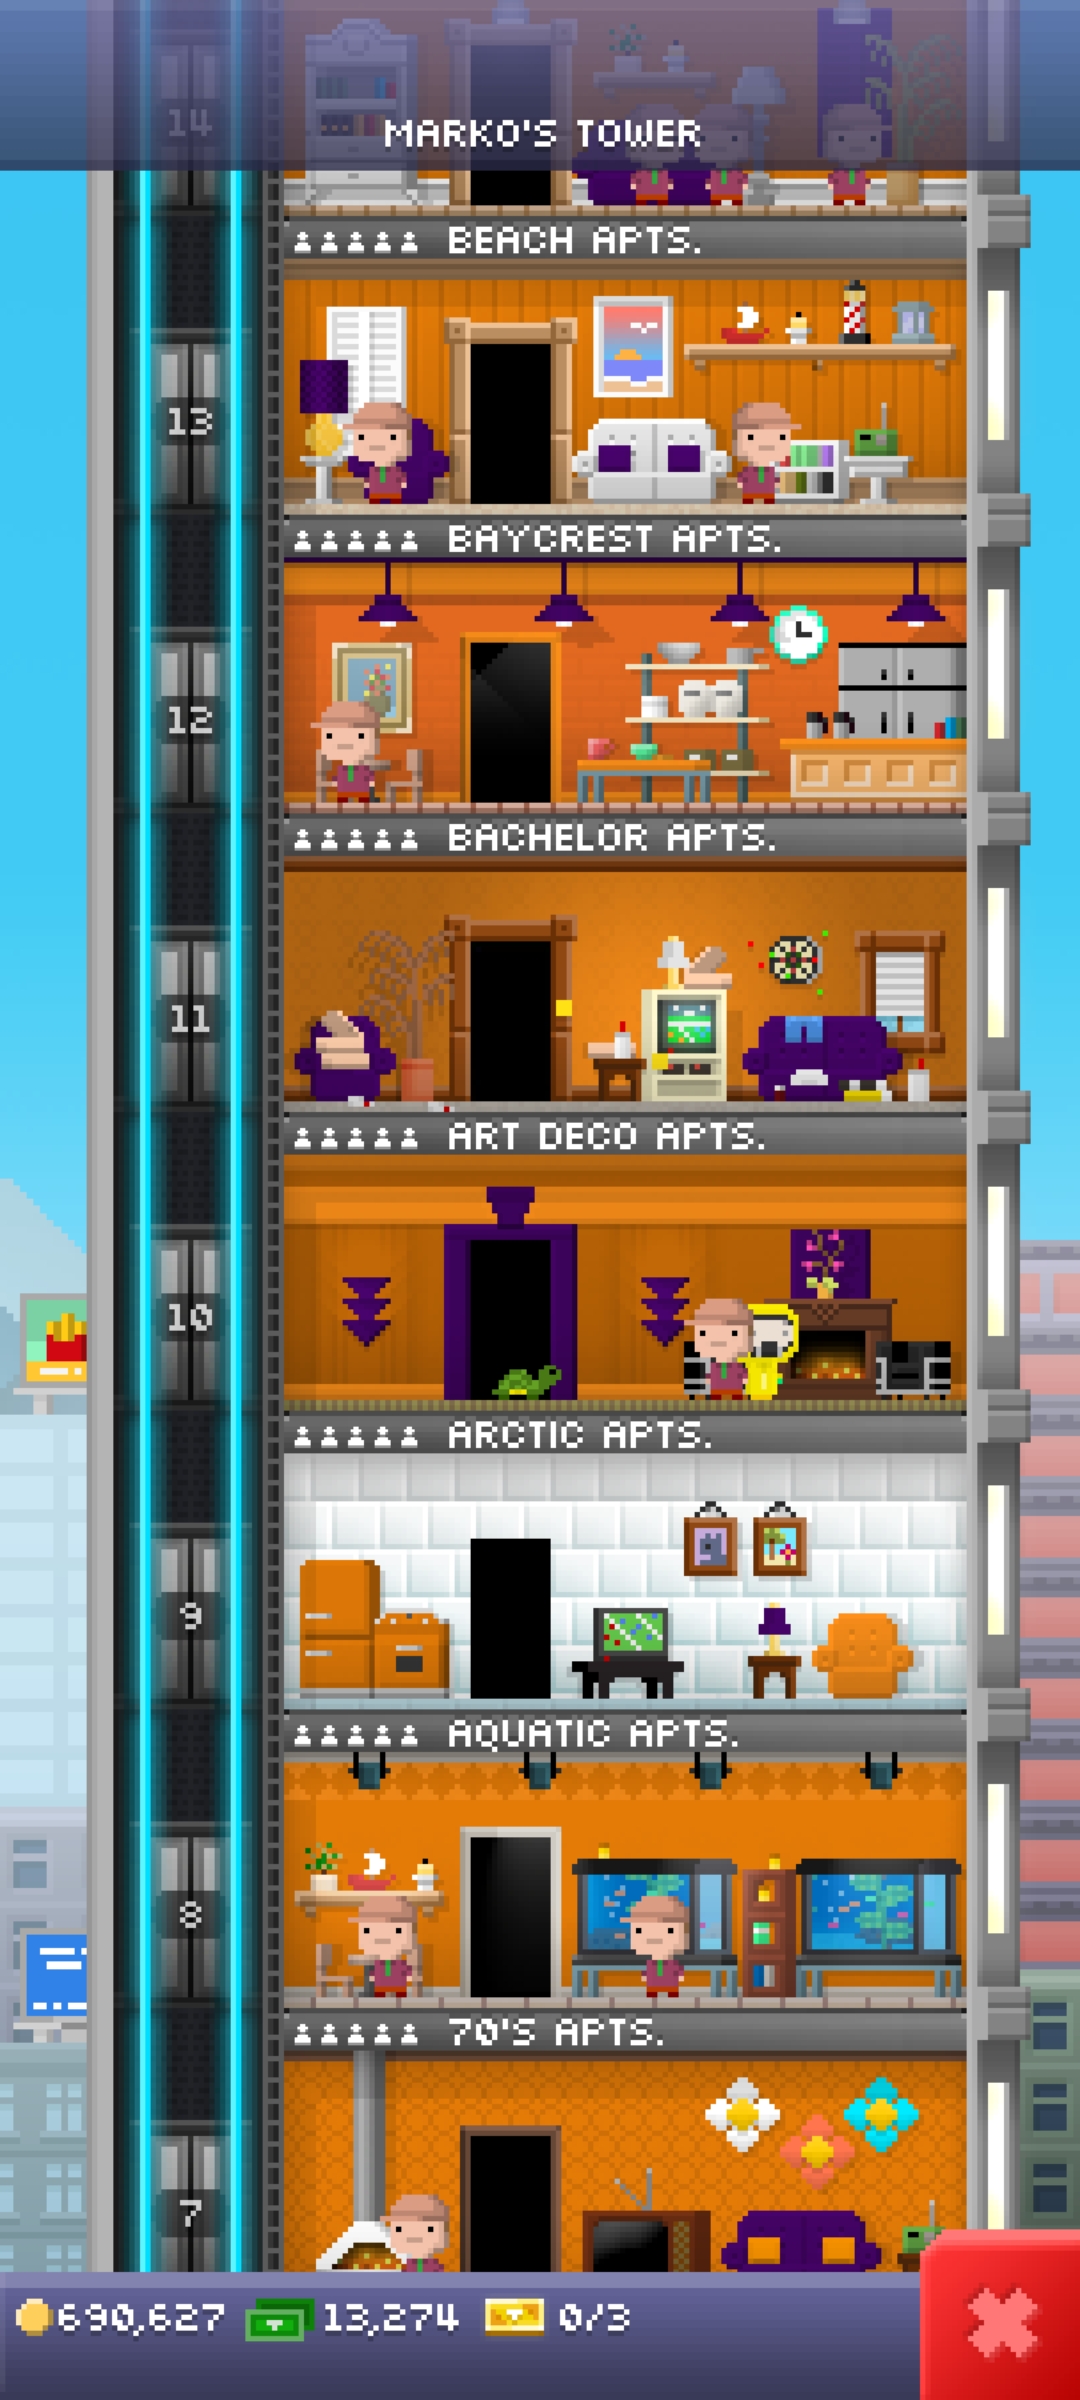 14
MARKO'S TOWER
BEACH APTS.
13
BAYCREST APTS.
12
BACHELOR APTS.
11
ART DECO APTS.
10
ARCTIC APTS.
9
AQUATIC APTS.
8
70'S APTS.
7
690,627 13,274 0/3